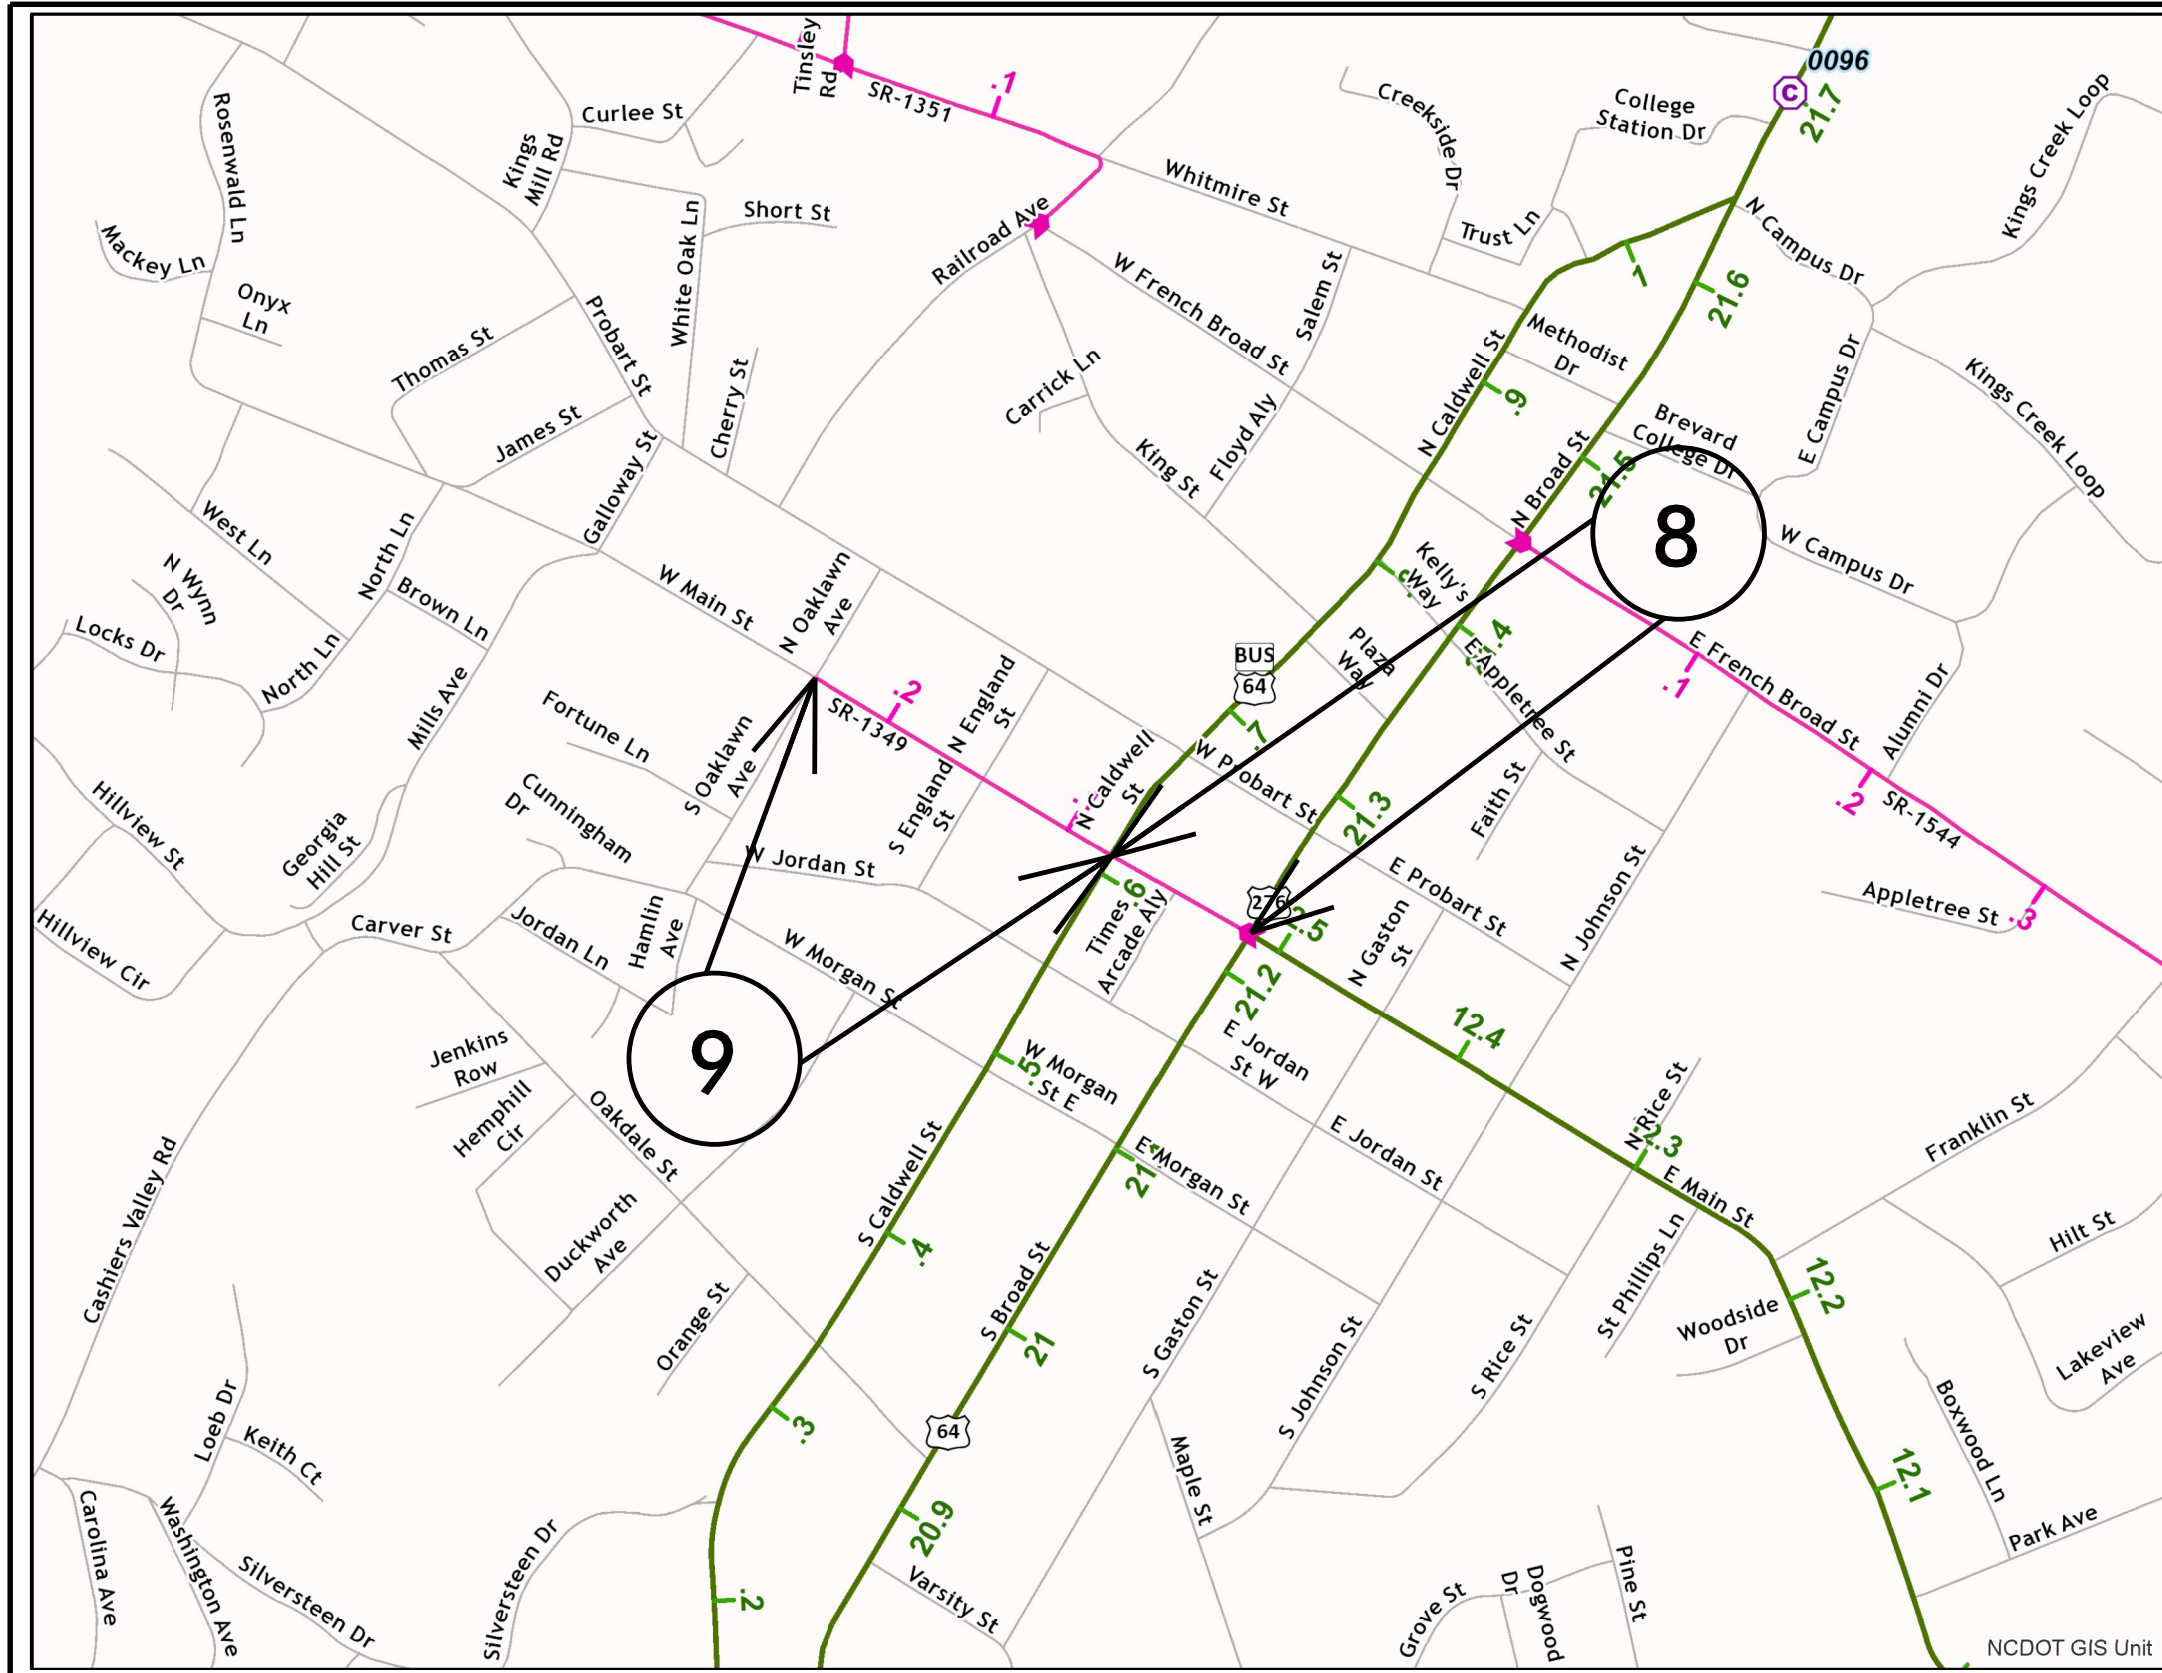 0096
21.7
Tinsley
Rd
SR-1351
.1
Curlee St
Kings
Mill Rd
Rosenwald Ln
Creekside Dr
College
Station Dr
Kings Creek Loop
Whitmire St
Short St
White Oak Ln
Mackey Ln
Onyx
Ln
Railroad Ave
Trust Ln
N Campus Dr
W French Broad St
Salem St
1
21.6
Probart St
Thomas St
Methodist
Dr
N Caldwell St
.9
Carrick Ln
Cherry St
James St
Floyd Aly
King St
Brevard
College Dr
E Campus Dr
Kings Creek Loop
N Broad St
21.5
8
Galloway St
West Ln
North Ln
N Wynn
Dr
Brown Ln
W Main St
N Oaklawn
Ave
Kelly's
Way
W Campus Dr
Locks Dr
North Ln
Mills Ave
BUS
64
Plaza
Way
.4
E Appletree St
E French Broad St
.1
Alumni Dr
Fortune Ln
S Oaklawn
Ave
.2
SR-1349
N England
St
.7
W Probart St
N Caldwell
St
21.3
Faith St
.2
SR-1544
Hillview St
Georgia
Hill St
Cunningham
Dr
S England
St
W Jordan St
.6
Times
Arcade Aly
276
12.5
E Probart St
N Johnson St
Appletree St
.3
Hillview Cir
Carver St
Jordan Ln
Hamlin
Ave
W Morgan St
N Gaston
St
21.2
12.4
9
Jenkins
Row
Hemphill
Cir
Oakdale St
.5
W Morgan
St E
E Jordan
St W
E Jordan St
E Morgan St
N Rice St
12.3
E Main St
Franklin St
Hilt St
Cashiers Valley Rd
Duckworth
Ave
S Caldwell St
.4
S Broad St
21
S Gaston St
S Johnson St
S Rice St
St Phillips Ln
Woodside
Dr
12.2
Lakeview
Ave
Orange St
.3
Loeb Dr
Keith Ct
64
Maple St
Boxwood Ln
12.1
Carolina Ave
Washington Ave
Silversteen Dr
Silversteen Dr
20.9
Park Ave
.2
Varsity St
Grove St
Dogwood
Dr
Pine St
NCDOT GIS Unit